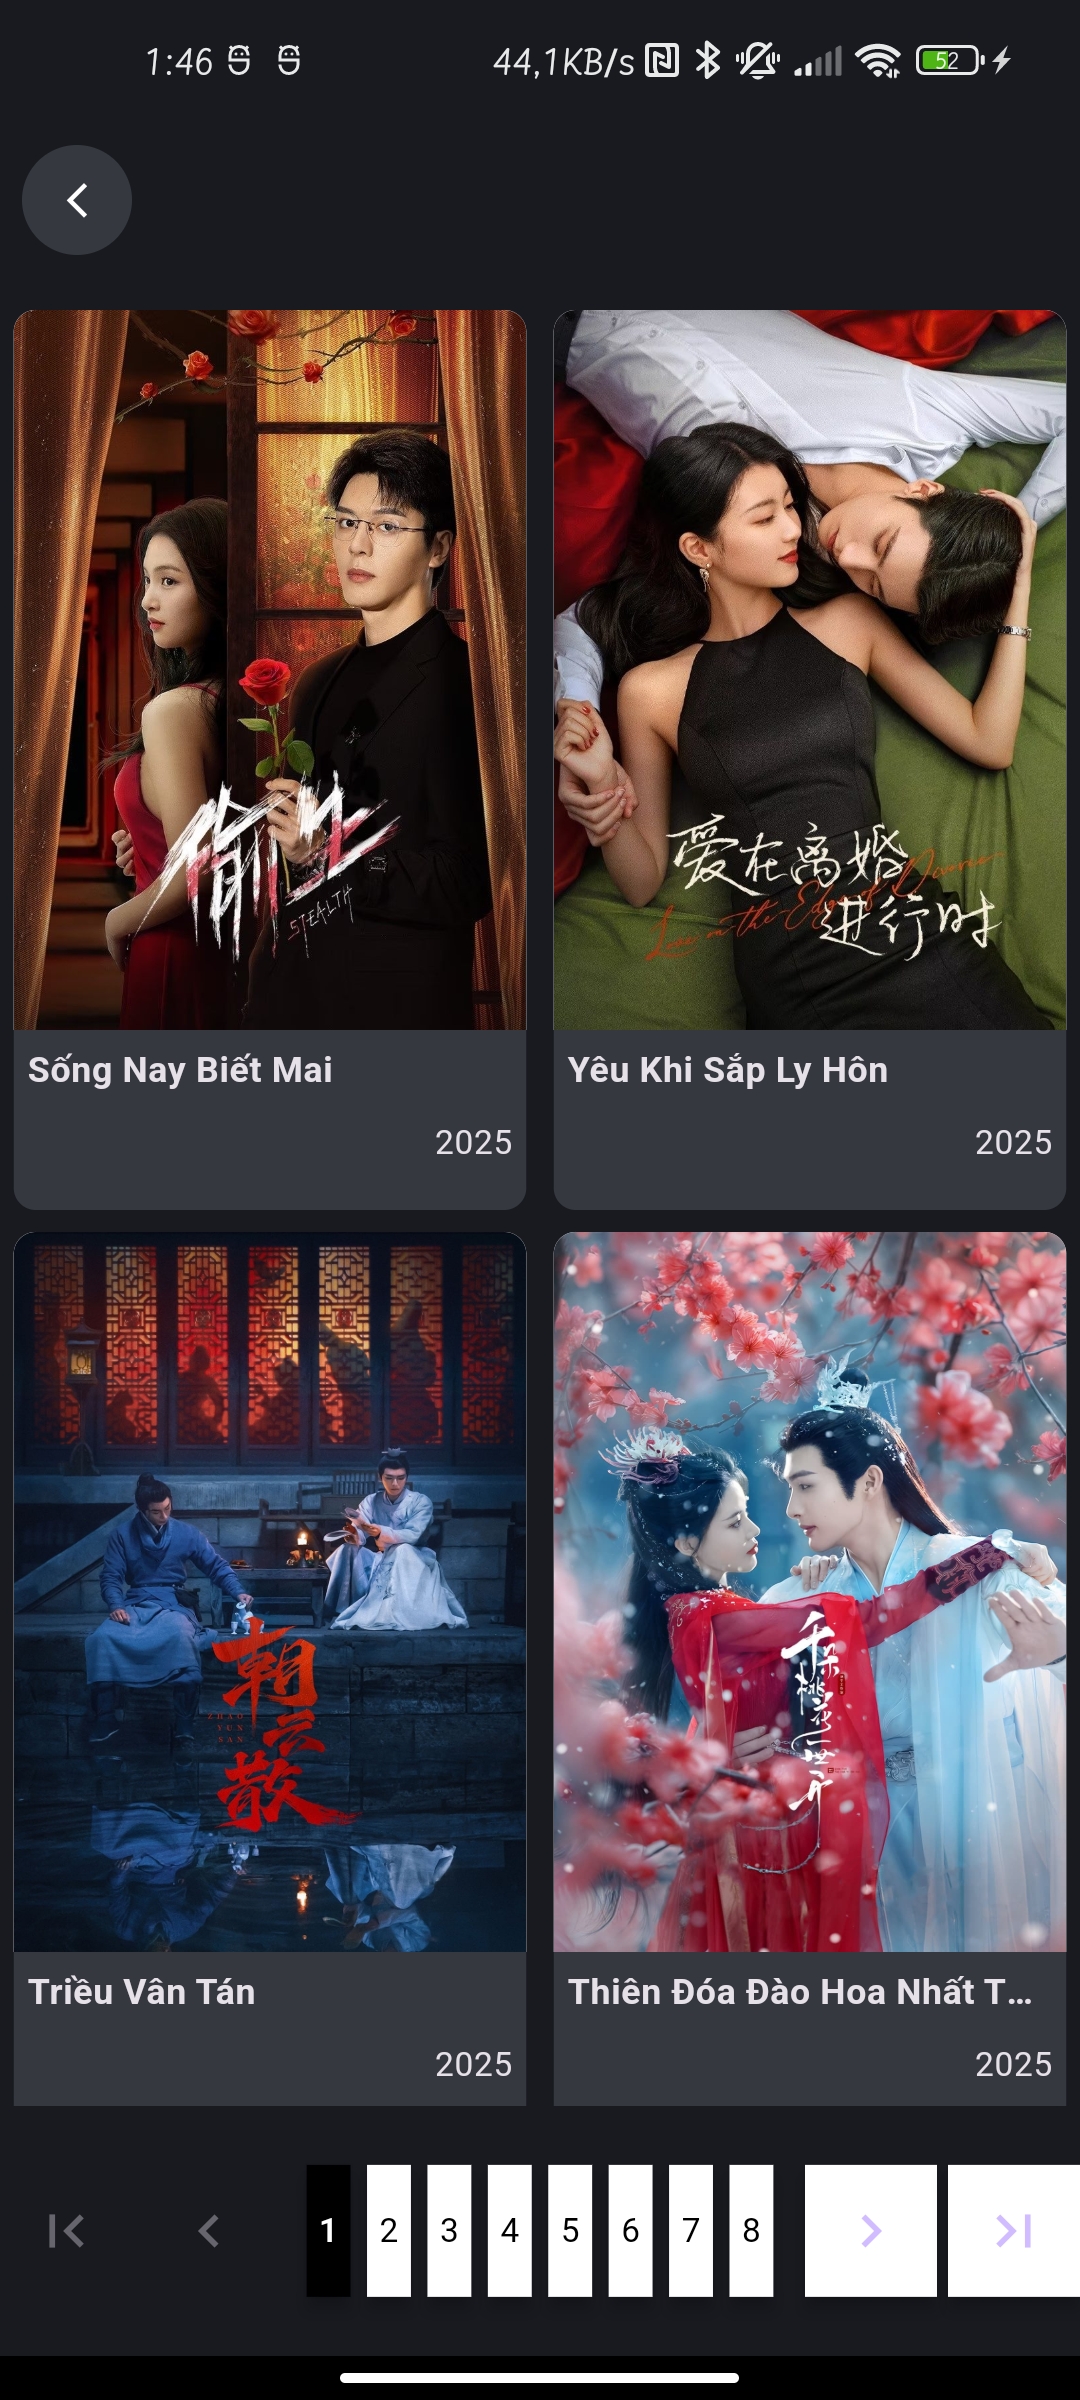 1:46
44,1KB/s
52
偷心
STEALTH
爱在离婚
Love on the Edge of Divorce
进行时
Sống Nay Biết Mai
Yêu Khi Sắp Ly Hôn
2025
2025
朝
云
散
ZHAO
YUN
SAN
千朵
桃花
一世
开
Triều Vân Tán
Thiên Đóa Đào Hoa Nhất T...
2025
2025
1 2 3 4 5 6 7 8